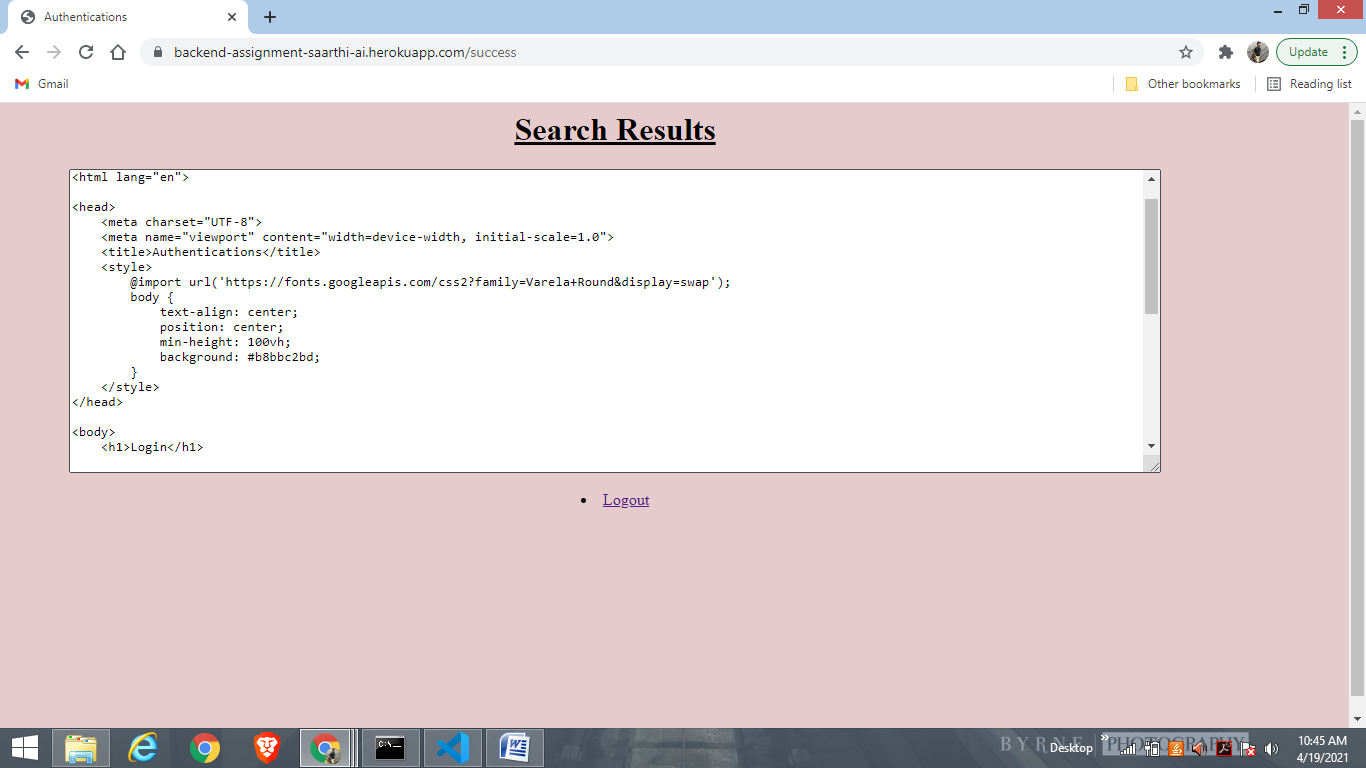 Authentications
backend-assignment-saarthi-ai.herokuapp.com/success
Update
Gmail
Other bookmarks
Reading list
Search Results
<html lang="en">
<head>
<meta charset="UTF-8">
<meta name="viewport" content="width=device-width, initial-scale=1.0">
<title>Authentications</title>
<style>
@import url('https://fonts.googleapis.com/css2?family=Varela+Round&display=swap');
body {
text-align: center;
position: center;
min-height: 100vh;
background: #b8bbc2bd;
}
</style>
</head>
<body>
<h1>Login</h1>
Logout
BYRNE PHOTOGRAPHY
Desktop
10:45 AM
4/19/2021